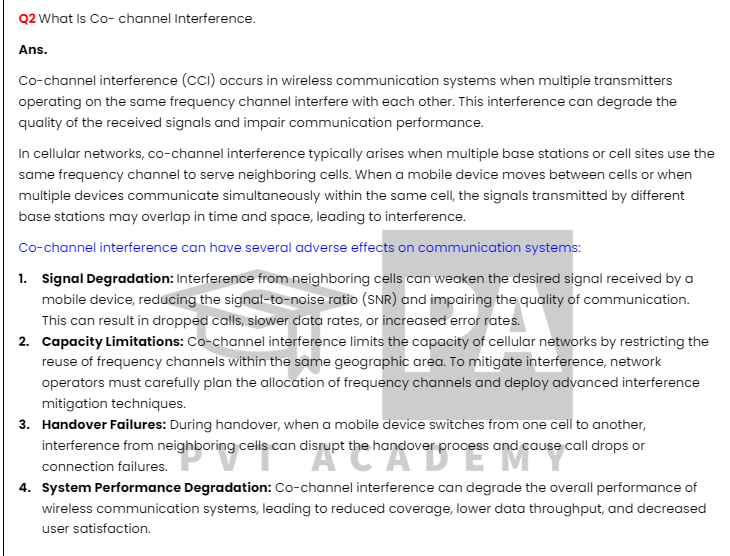 Q2 What Is Co- channel Interference.
Ans.
Co-channel interference (CCI) occurs in wireless communication systems when multiple transmitters
operating on the same frequency channel interfere with each other. This interference can degrade the
quality of the received signals and impair communication performance.
In cellular networks, co-channel interference typically arises when multiple base stations or cell sites use the
same frequency channel to serve neighboring cells. When a mobile device moves between cells or when
multiple devices communicate simultaneously within the same cell, the signals transmitted by different
base stations may overlap in time and space, leading to interference.
Co-channel interference can have several adverse effects on communication systems:
1. Signal Degradation: Interference from neighboring cells can weaken the desired signal received by a
mobile device, reducing the signal-to-noise ratio (SNR) and impairing the quality of communication.
This can result in dropped calls, slower data rates, or increased error rates.
2. Capacity Limitations: Co-channel interference limits the capacity of cellular networks by restricting the
reuse of frequency channels within the same geographic area. To mitigate interference, network
operators must carefully plan the allocation of frequency channels and deploy advanced interference
mitigation techniques.
3. Handover Failures: During handover, when a mobile device switches from one cell to another,
interference from neighboring cells can disrupt the handover process and cause call drops or
connection failures.
4. System Performance Degradation: Co-channel interference can degrade the overall performance of
wireless communication systems, leading to reduced coverage, lower data throughput, and decreased
user satisfaction.
PA
PVT ACADEMY